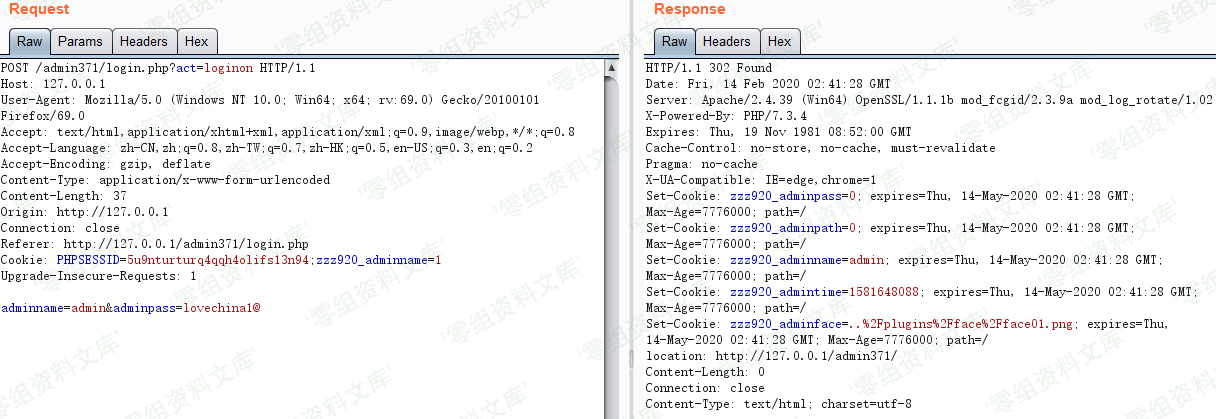 Request
Raw Params Headers Hex
POST /admin371/login.php?act=loginon HTTP/1.1
Host: 127.0.0.1
User-Agent: Mozilla/5.0 (Windows NT 10.0; Win64; x64; rv:69.0) Gecko/20100101
Firefox/69.0
Accept: text/html,application/xhtml+xml,application/xml;q=0.9,image/webp,*/*;q=0.8
Accept-Language: zh-CN,zh;q=0.8,zh-TW;q=0.7,zh-HK;q=0.5,en-US;q=0.3,en;q=0.2
Accept-Encoding: gzip, deflate
Content-Type: application/x-www-form-urlencoded
Content-Length: 37
Origin: http://127.0.0.1
Connection: close
Referer: http://127.0.0.1/admin371/login.php
Cookie: PHPSESSID=5u9nturturq4qqh4olifs13n94;zzz920_adminname=1
Upgrade-Insecure-Requests: 1
adminname=admin&adminpass=lovechina1@
Response
Raw Headers Hex
HTTP/1.1 302 Found
Date: Fri, 14 Feb 2020 02:41:28 GMT
Server: Apache/2.4.39 (Win64) OpenSSL/1.1.1b mod_fcgid/2.3.9a mod_log_rotate/1.02
X-Powered-By: PHP/7.3.4
Expires: Thu, 19 Nov 1981 08:52:00 GMT
Cache-Control: no-store, no-cache, must-revalidate
Pragma: no-cache
X-UA-Compatible: IE=edge,chrome=1
Set-Cookie: zzz920_adminpass=0; expires=Thu, 14-May-2020 02:41:28 GMT;
Max-Age=7776000; path=/
Set-Cookie: zzz920_adminpath=0; expires=Thu, 14-May-2020 02:41:28 GMT;
Max-Age=7776000; path=/
Set-Cookie: zzz920_adminname=admin; expires=Thu, 14-May-2020 02:41:28 GMT;
Max-Age=7776000; path=/
Set-Cookie: zzz920_admintime=1581648088; expires=Thu, 14-May-2020 02:41:28 GMT;
Max-Age=7776000; path=/
Set-Cookie: zzz920_adminface=..%2Fplugins%2Fface%2Fface01.png; expires=Thu,
14-May-2020 02:41:28 GMT; Max-Age=7776000; path=/
location: http://127.0.0.1/admin371/
Content-Length: 0
Connection: close
Content-Type: text/html; charset=utf-8
'零组资料文库'